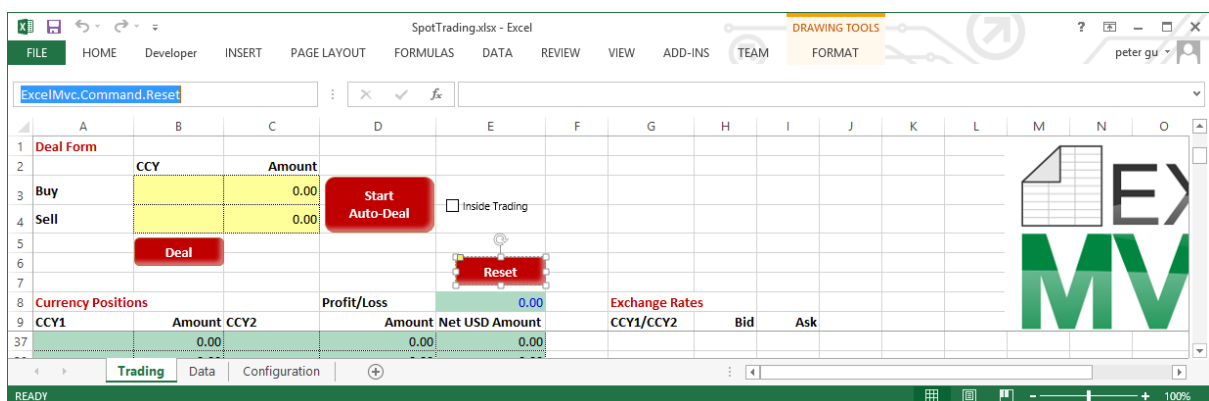 SpotTrading.xlsx - Excel
DRAWING TOOLS
?
FILE HOME Developer INSERT PAGE LAYOUT FORMULAS DATA REVIEW VIEW ADD-INS TEAM FORMAT peter gu
ExcelMvc.Command.Reset fx
A B C D E F G H I J K L M N O
1 Deal Form
2 CCY Amount
3 Buy 0.00
Start
Auto-Deal
Inside Trading
4 Sell 0.00
5
Deal
6
Reset
7
8 Currency Positions Profit/Loss 0.00 Exchange Rates
9 CCY1 Amount CCY2 Amount Net USD Amount CCY1/CCY2 Bid Ask
37 0.00 0.00 0.00
EX
MV
Trading Data Configuration
READY 100%